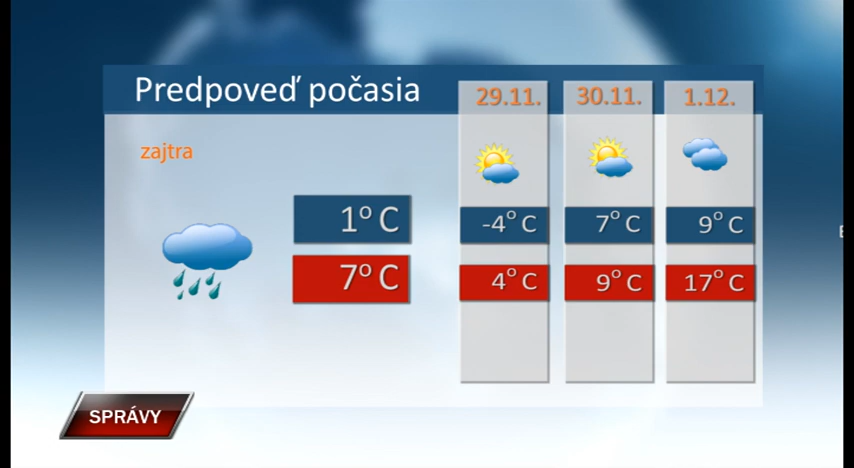 Predpoveď počasia
zajtra
1°C
7°C
29.11.
-4°C
4°C
30.11.
7°C
9°C
1.12.
9°C
17°C
SPRÁVY